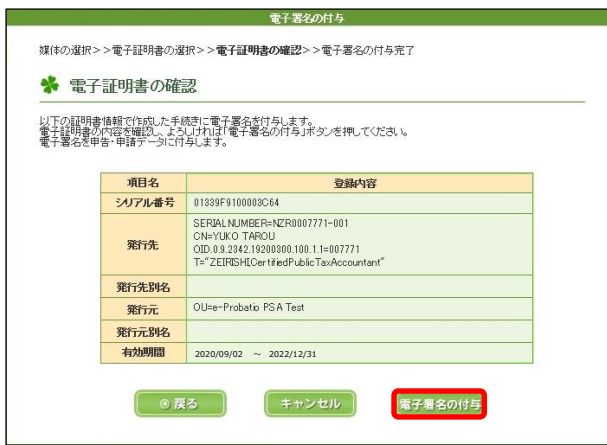 電子署名の付与
媒体の選択>>電子証明書の選択>>電子証明書の確認>>電子署名の付与完了
電子証明書の確認
以下の証明書情報で作成した手続きに電子署名を付与します。
電子証明書の内容を確認し、よろしければ「電子署名の付与」ボタンを押してください。
電子署名を申告・申請データに付与します。
項目名 登録内容
シリアル番号 01339F9100003C64
発行先 SERIALNUMBER=NZR0007771-001
CN=YUKO TAROU
OID.0.9.2342.19200300.100.1.1=007771
T="ZEIRISHI,CertifiedPublicTaxAccountant"
発行先別名
発行元 OU=e-Probatio PSA Test
発行元別名
有効期間 2020/09/02 ～ 2022/12/31
戻る キャンセル 電子署名の付与